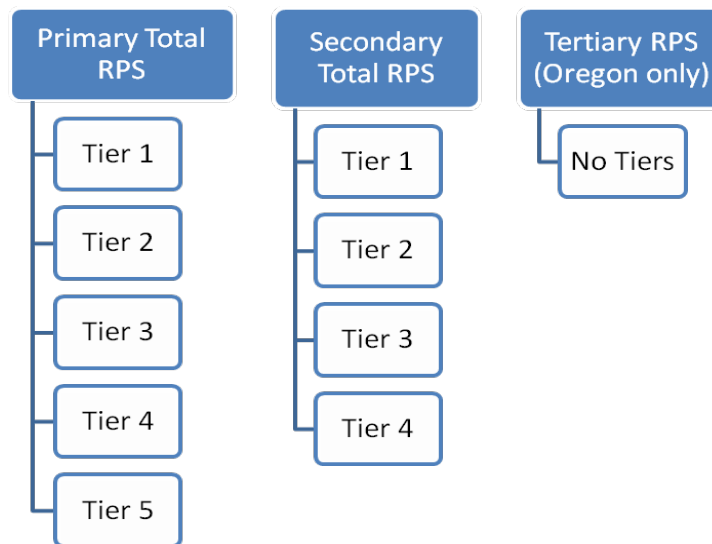 Primary Total
RPS
Tier 1
Tier 2
Tier 3
Tier 4
Tier 5
Secondary
Total RPS
Tier 1
Tier 2
Tier 3
Tier 4
Tertiary RPS
(Oregon only)
No Tiers